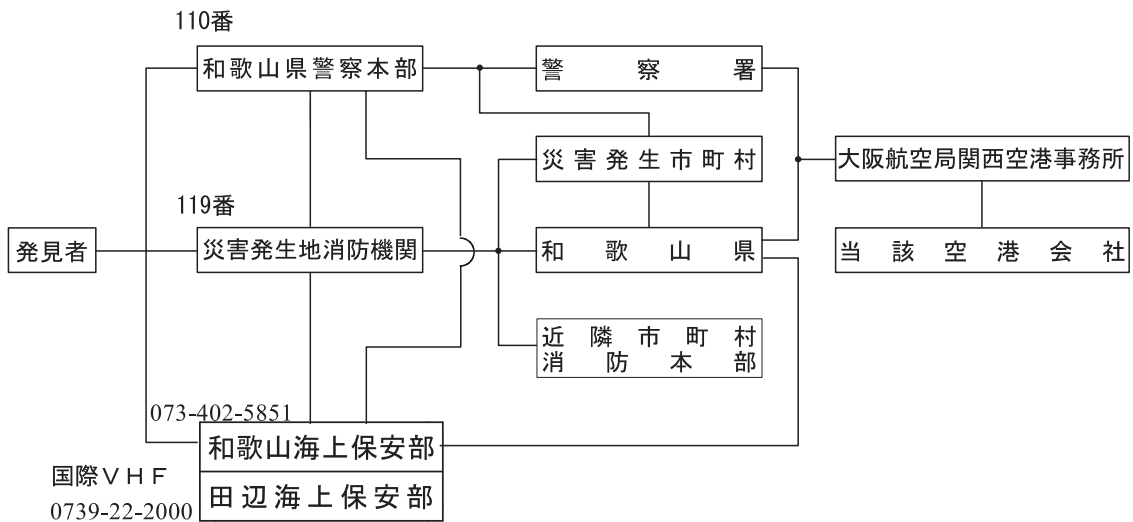 110番
和歌山県警察本部
警察署
災害発生市町村
大阪航空局関西空港事務所
119番
発見者
災害発生地消防機関
和歌山県
当該空港会社
近隣市町村
消防本部
073-402-5851
和歌山海上保安部
国際VHF
田辺海上保安部
0739-22-2000